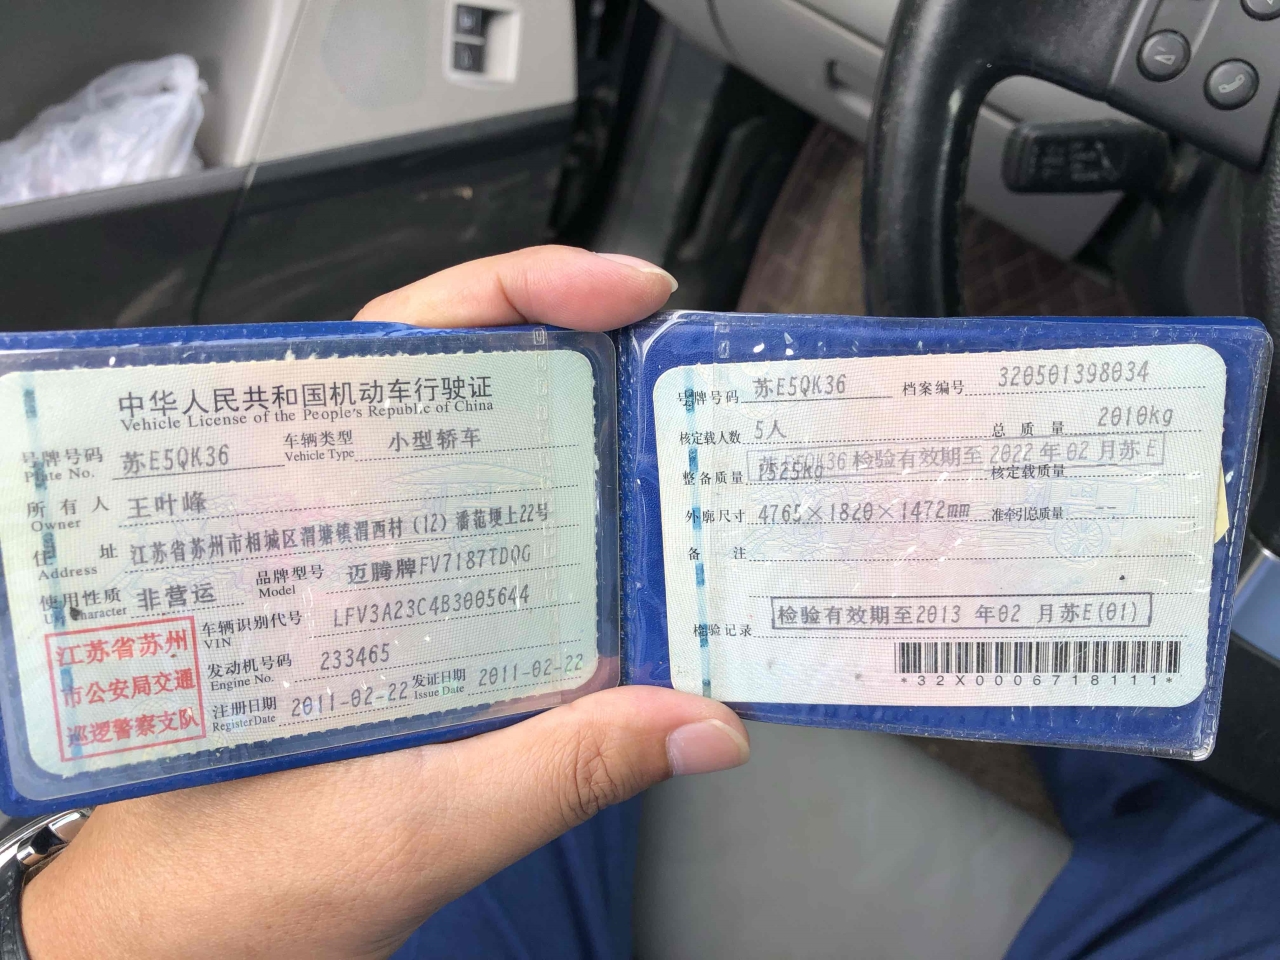 中华人民共和国机动车行驶证
Vehicle License of the People's Republic of China
号牌号码 苏E5QK36 车辆类型 小型轿车
Plate No. Vehicle Type
所有人 王叶峰
Owner
住址 江苏省苏州市相城区渭塘镇渭西村（12）潘范埂上22号
Address
使用性质 非营运 品牌型号 迈腾牌FV7187TDQG
Use Character Model
江苏省苏州
市公安局交通
巡逻警察支队
车辆识别代号 LFV3A23C4B3005644
VIN
发动机号码 233465
Engine No.
注册日期 2011-02-22 发证日期 2011-02-22
Register Date Issue Date
号牌号码 苏E5QK36 档案编号 320501398034
核定载人数 5人 总质量 2010kg
苏E5QK36 检验有效期至 2022 年 02 月苏 E
整备质量 1525kg 核定载质量
外廓尺寸 4765×1820×1472mm 准牵引总质量 --
备注
检验有效期至2013 年02 月苏E(01)
检验记录
*32X0006718111*